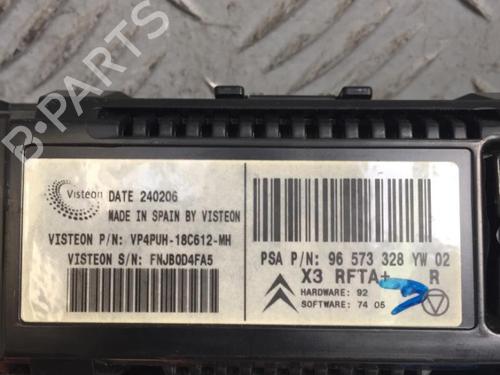 B-PARTS
Visteon
DATE 240206
MADE IN SPAIN BY VISTEON
VISTEON P/N: VP4PUH-18C612-MH
VISTEON S/N: FNJB0D4FA5
PSA P/N: 96 573 328 YW 02
X3 RFTA+ R
HARDWARE: 92
SOFTWARE: 74 05